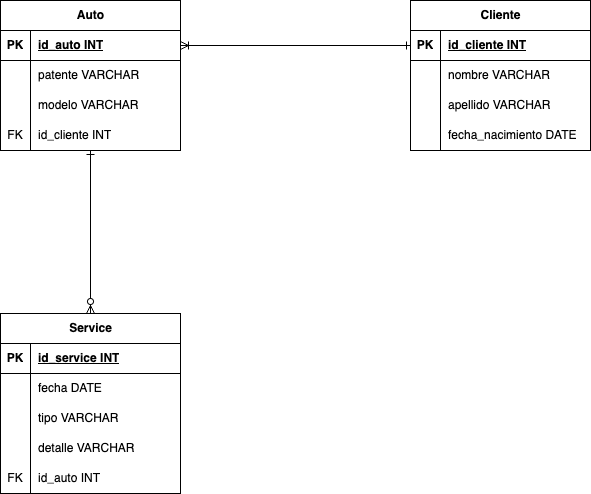 Auto
PK id_auto INT
patente VARCHAR
modelo VARCHAR
FK id_cliente INT
Cliente
PK id_cliente INT
nombre VARCHAR
apellido VARCHAR
fecha_nacimiento DATE
Service
PK id_service INT
fecha DATE
tipo VARCHAR
detalle VARCHAR
FK id_auto INT